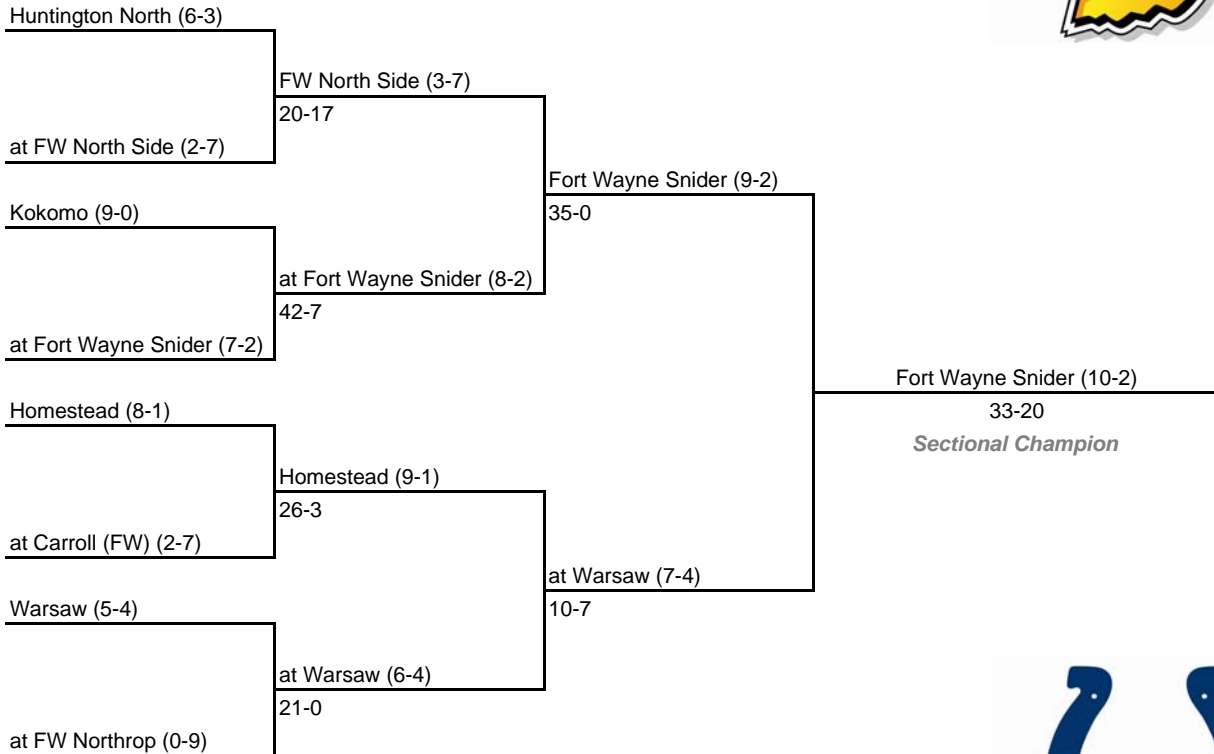 Huntington North (6-3)
FW North Side (3-7)
20-17
at FW North Side (2-7)
Fort Wayne Snider (9-2)
35-0
Kokomo (9-0)
at Fort Wayne Snider (8-2)
42-7
at Fort Wayne Snider (7-2)
Fort Wayne Snider (10-2)
33-20
Sectional Champion
Homestead (8-1)
Homestead (9-1)
26-3
at Carroll (FW) (2-7)
at Warsaw (7-4)
10-7
Warsaw (5-4)
at Warsaw (6-4)
21-0
at FW Northrop (0-9)